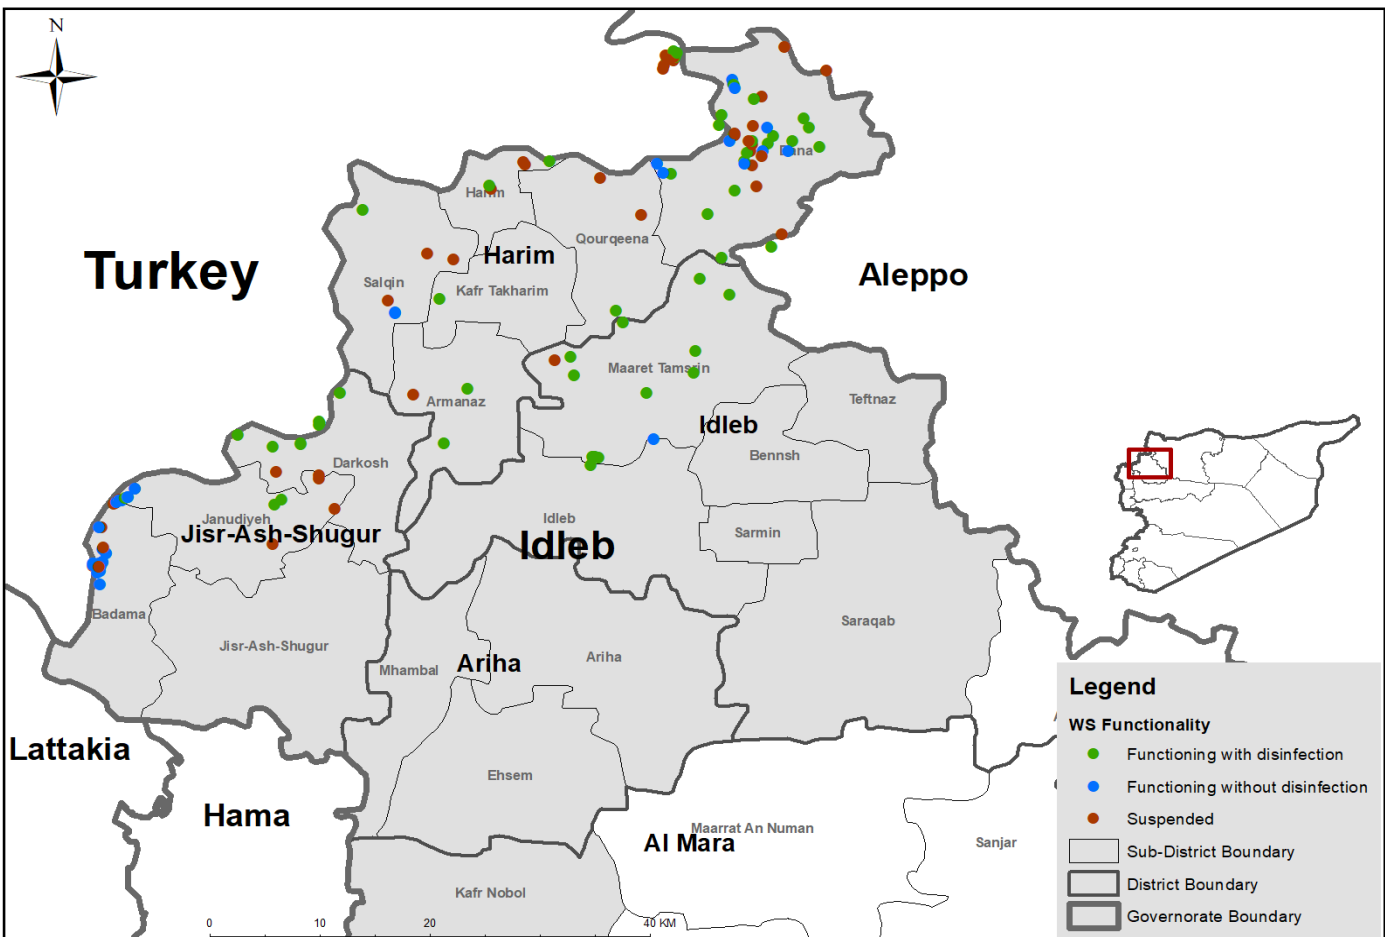 N
Dana
Harim
Qourqeena
Harim
Turkey
Aleppo
Salqin
Kafr Takharim
Maaret Tamsrin
Armanaz
Teftnaz
Idleb
Bennsh
Darkosh
Janudiyeh
Idleb
Jisr-Ash-Shugur
Idleb
Sarmin
Badama
Saraqab
Jisr-Ash-Shugur
Mhambal
Ariha
Ariha
Lattakia
Ehsem
Hama
Maarrat An Numan
Al Mara
Sanjar
Kafr Nobol
0 10 20 40 KM
Legend
WS Functionality
Functioning with disinfection
Functioning without disinfection
Suspended
Sub-District Boundary
District Boundary
Governorate Boundary